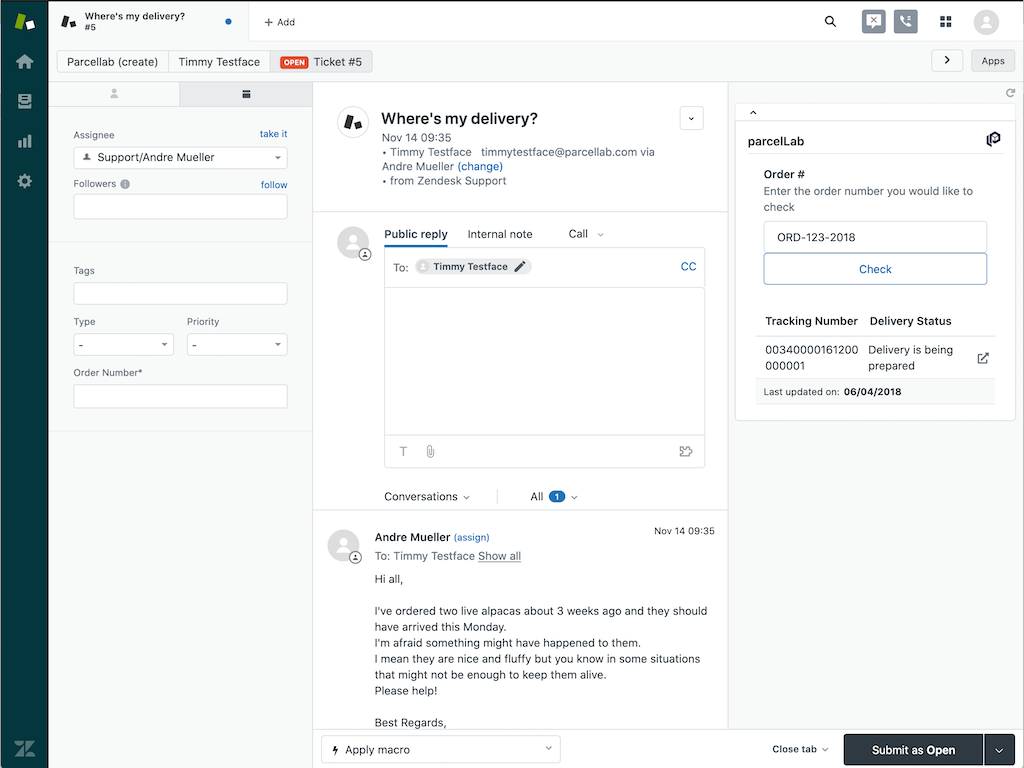 Where's my delivery?
#5
+ Add
Parcellab (create)
Timmy Testface
OPEN Ticket #5
Apps
Assignee
take it
Support/Andre Mueller
Followers
follow
Tags
Type
Priority
-
-
Order Number*
Where's my delivery?
Nov 14 09:35
• Timmy Testface timmytestface@parcellab.com via
Andre Mueller (change)
• from Zendesk Support
Public reply
Internal note
Call
To: Timmy Testface
CC
T
Conversations
All 1
Andre Mueller (assign)
Nov 14 09:35
To: Timmy Testface Show all
Hi all,
I've ordered two live alpacas about 3 weeks ago and they should
have arrived this Monday.
I'm afraid something might have happened to them.
I mean they are nice and fluffy but you know in some situations
that might not be enough to keep them alive.
Please help!
Best Regards,
Apply macro
Close tab
Submit as Open
parcelLab
Order #
Enter the order number you would like to
check
ORD-123-2018
Check
Tracking Number
Delivery Status
00340000161200
000001
Delivery is being
prepared
Last updated on: 06/04/2018